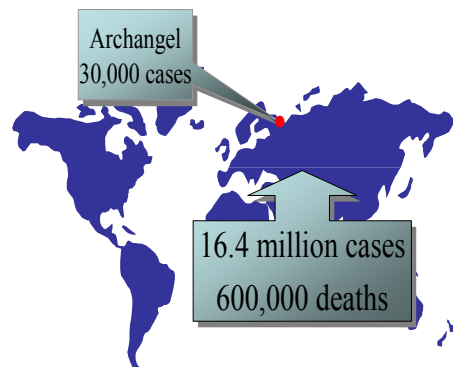 Archangel
30,000 cases
16.4 million cases
600,000 deaths